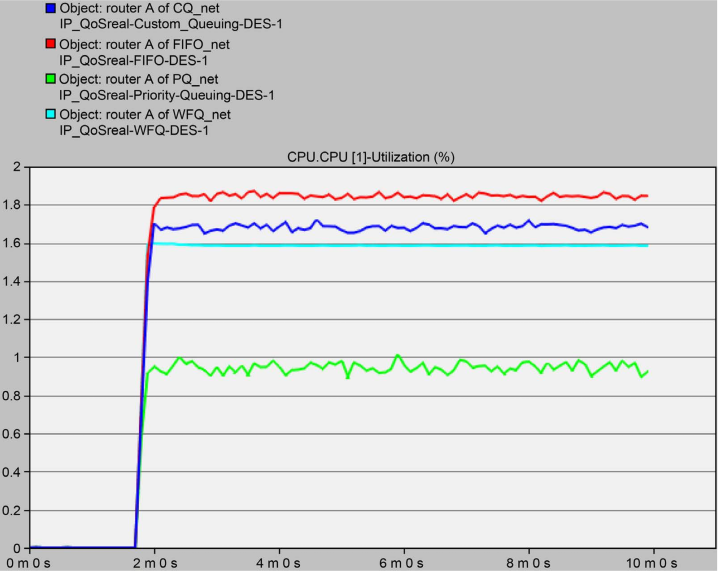 Object: router A of CQ_net
IP_QoSreal-Custom_Queuing-DES-1
Object: router A of FIFO_net
IP_QoSreal-FIFO-DES-1
Object: router A of PQ_net
IP_QoSreal-Priority-Queuing-DES-1
Object: router A of WFQ_net
IP_QoSreal-WFQ-DES-1
CPU.CPU [1]-Utilization (%)
2
1.8
1.6
1.4
1.2
1
0.8
0.6
0.4
0.2
0
0 m 0 s 2 m 0 s 4 m 0 s 6 m 0 s 8 m 0 s 10 m 0 s